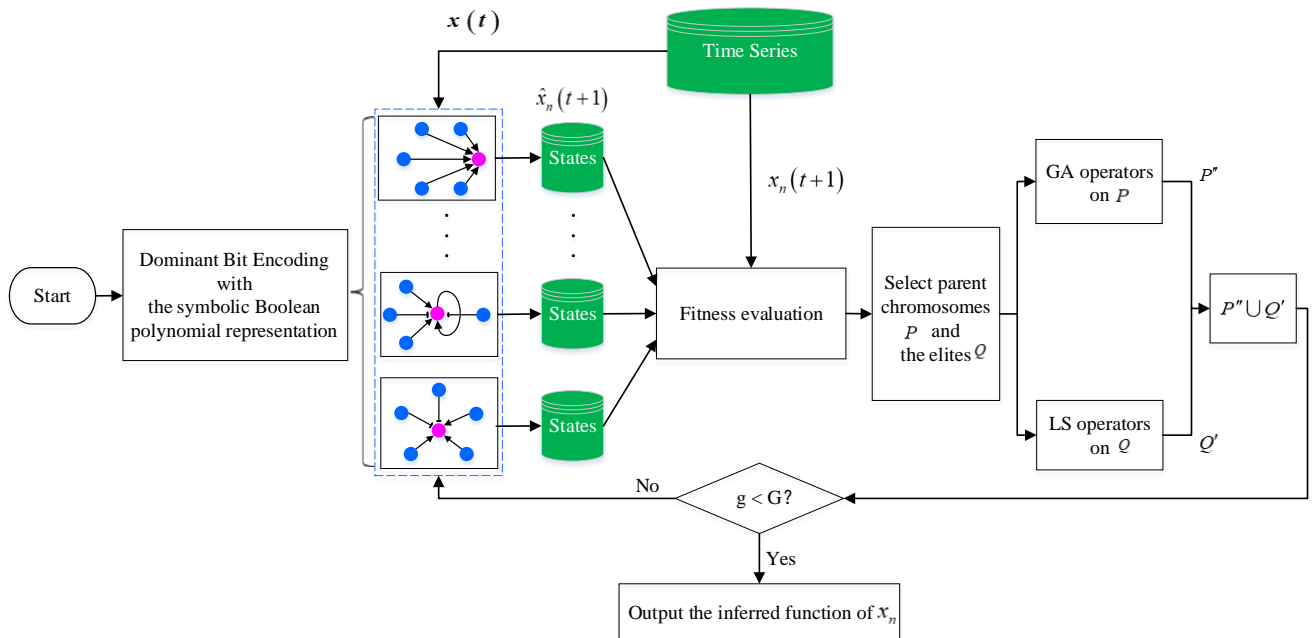 x(t)
Time Series
x̂ₙ(t+1)
States
xₙ(t+1)
GA operators
on P
P″
Start
Dominant Bit Encoding
with
the symbolic Boolean
polynomial representation
States
Fitness evaluation
Select parent
chromosomes
P and
the elites Q
P″∪Q′
States
LS operators
on Q
Q′
No
g < G?
Yes
Output the inferred function of xₙ